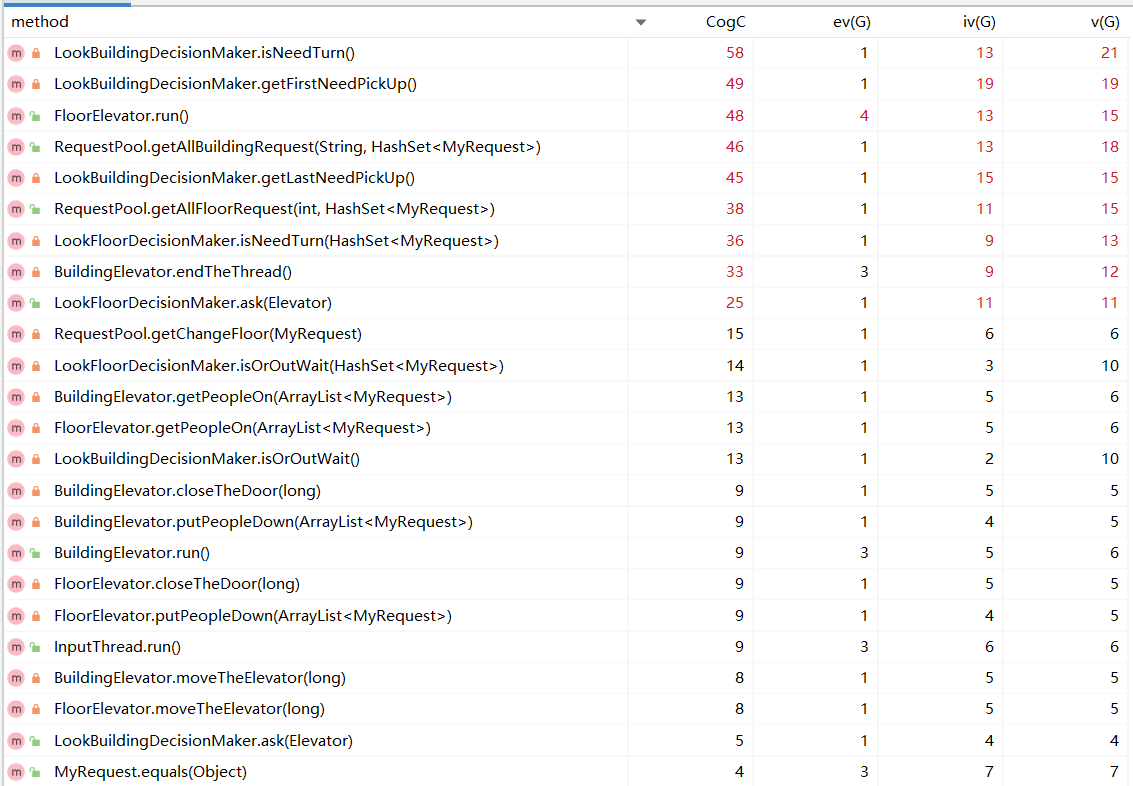 method CogC ev(G) iv(G) v(G)
m LookBuildingDecisionMaker.isNeedTurn() 58 1 13 21
m LookBuildingDecisionMaker.getFirstNeedPickUp() 49 1 19 19
m FloorElevator.run() 48 4 13 15
m RequestPool.getAllBuildingRequest(String, HashSet<MyRequest>) 46 1 13 18
m LookBuildingDecisionMaker.getLastNeedPickUp() 45 1 15 15
m RequestPool.getAllFloorRequest(int, HashSet<MyRequest>) 38 1 11 15
m LookFloorDecisionMaker.isNeedTurn(HashSet<MyRequest>) 36 1 9 13
m BuildingElevator.endTheThread() 33 3 9 12
m LookFloorDecisionMaker.ask(Elevator) 25 1 11 11
m RequestPool.getChangeFloor(MyRequest) 15 1 6 6
m LookFloorDecisionMaker.isOrOutWait(HashSet<MyRequest>) 14 1 3 10
m BuildingElevator.getPeopleOn(ArrayList<MyRequest>) 13 1 5 6
m FloorElevator.getPeopleOn(ArrayList<MyRequest>) 13 1 5 6
m LookBuildingDecisionMaker.isOrOutWait() 13 1 2 10
m BuildingElevator.closeTheDoor(long) 9 1 5 5
m BuildingElevator.putPeopleDown(ArrayList<MyRequest>) 9 1 4 5
m BuildingElevator.run() 9 3 5 6
m FloorElevator.closeTheDoor(long) 9 1 5 5
m FloorElevator.putPeopleDown(ArrayList<MyRequest>) 9 1 4 5
m InputThread.run() 9 3 6 6
m BuildingElevator.moveTheElevator(long) 8 1 5 5
m FloorElevator.moveTheElevator(long) 8 1 5 5
m LookBuildingDecisionMaker.ask(Elevator) 5 1 4 4
m MyRequest.equals(Object) 4 3 7 7